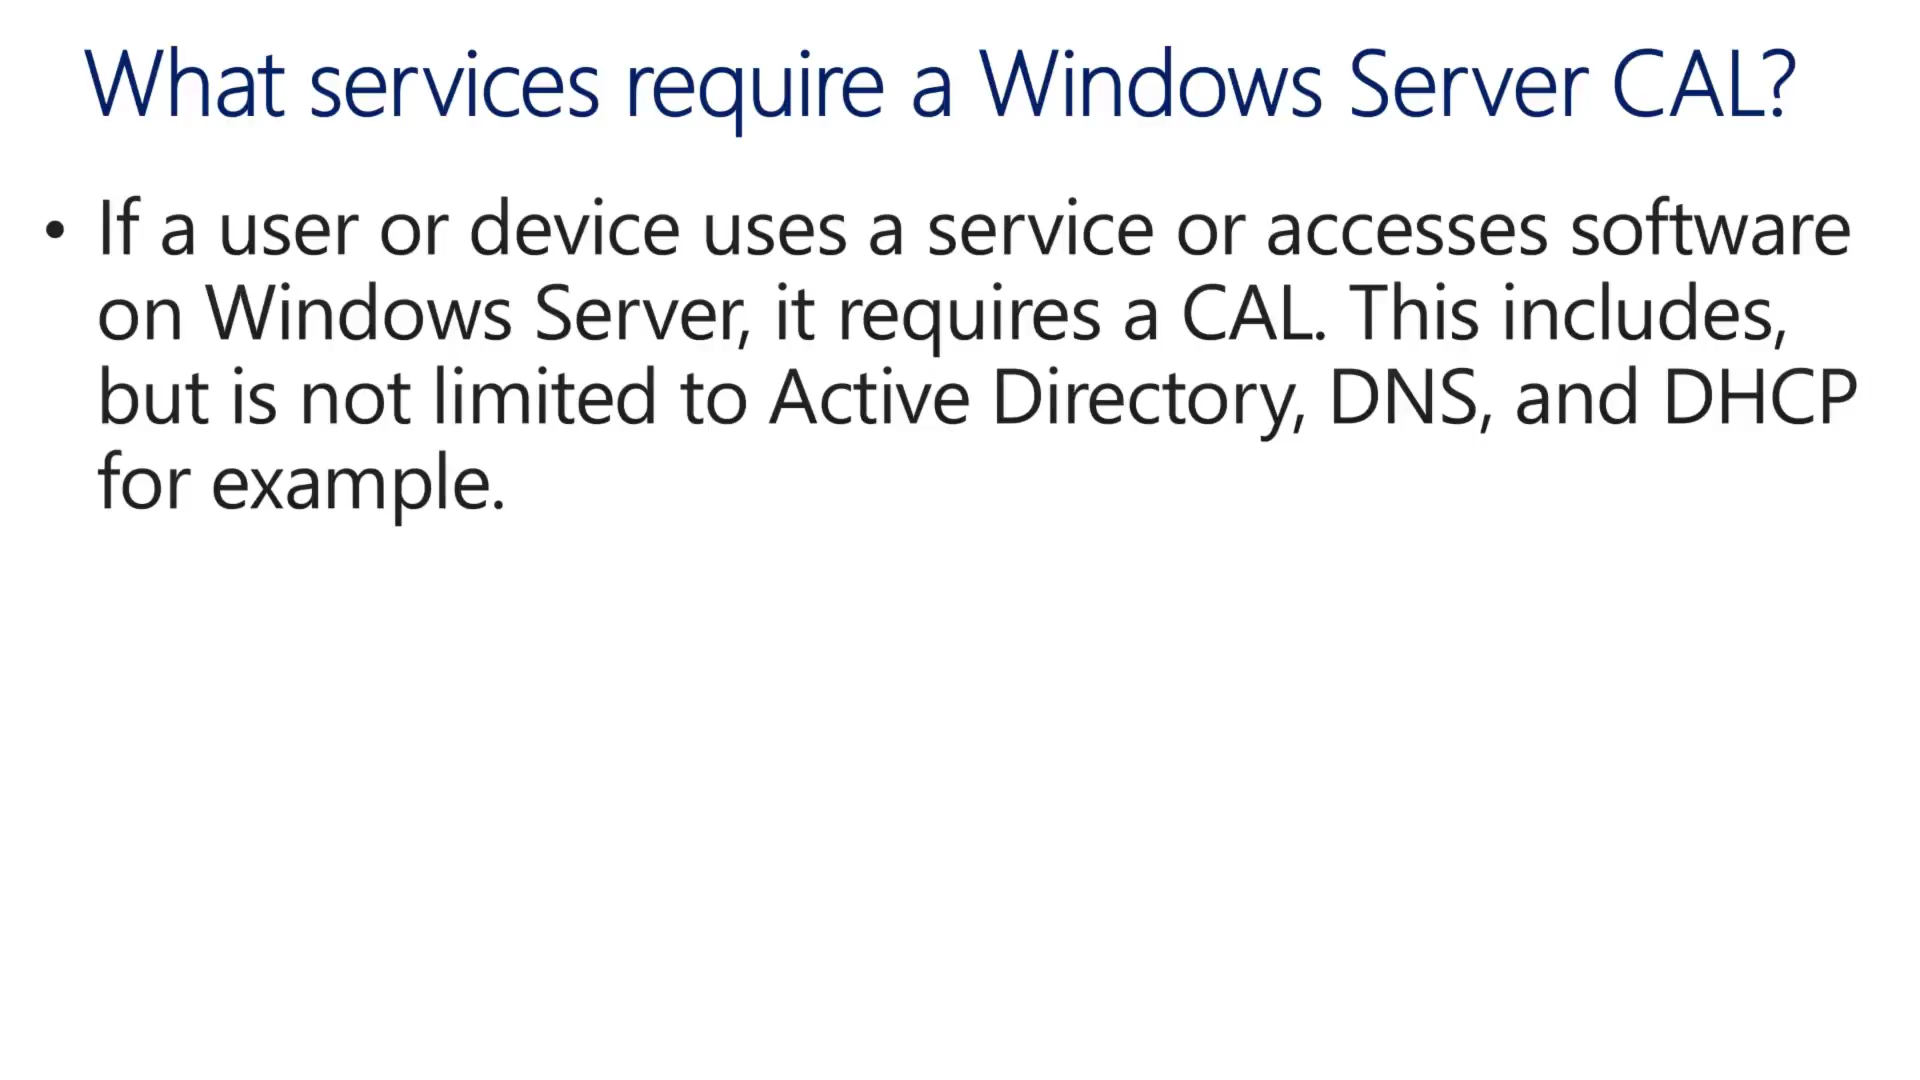 What services require a Windows Server CAL?
• If a user or device uses a service or accesses software
on Windows Server, it requires a CAL. This includes,
but is not limited to Active Directory, DNS, and DHCP
for example.